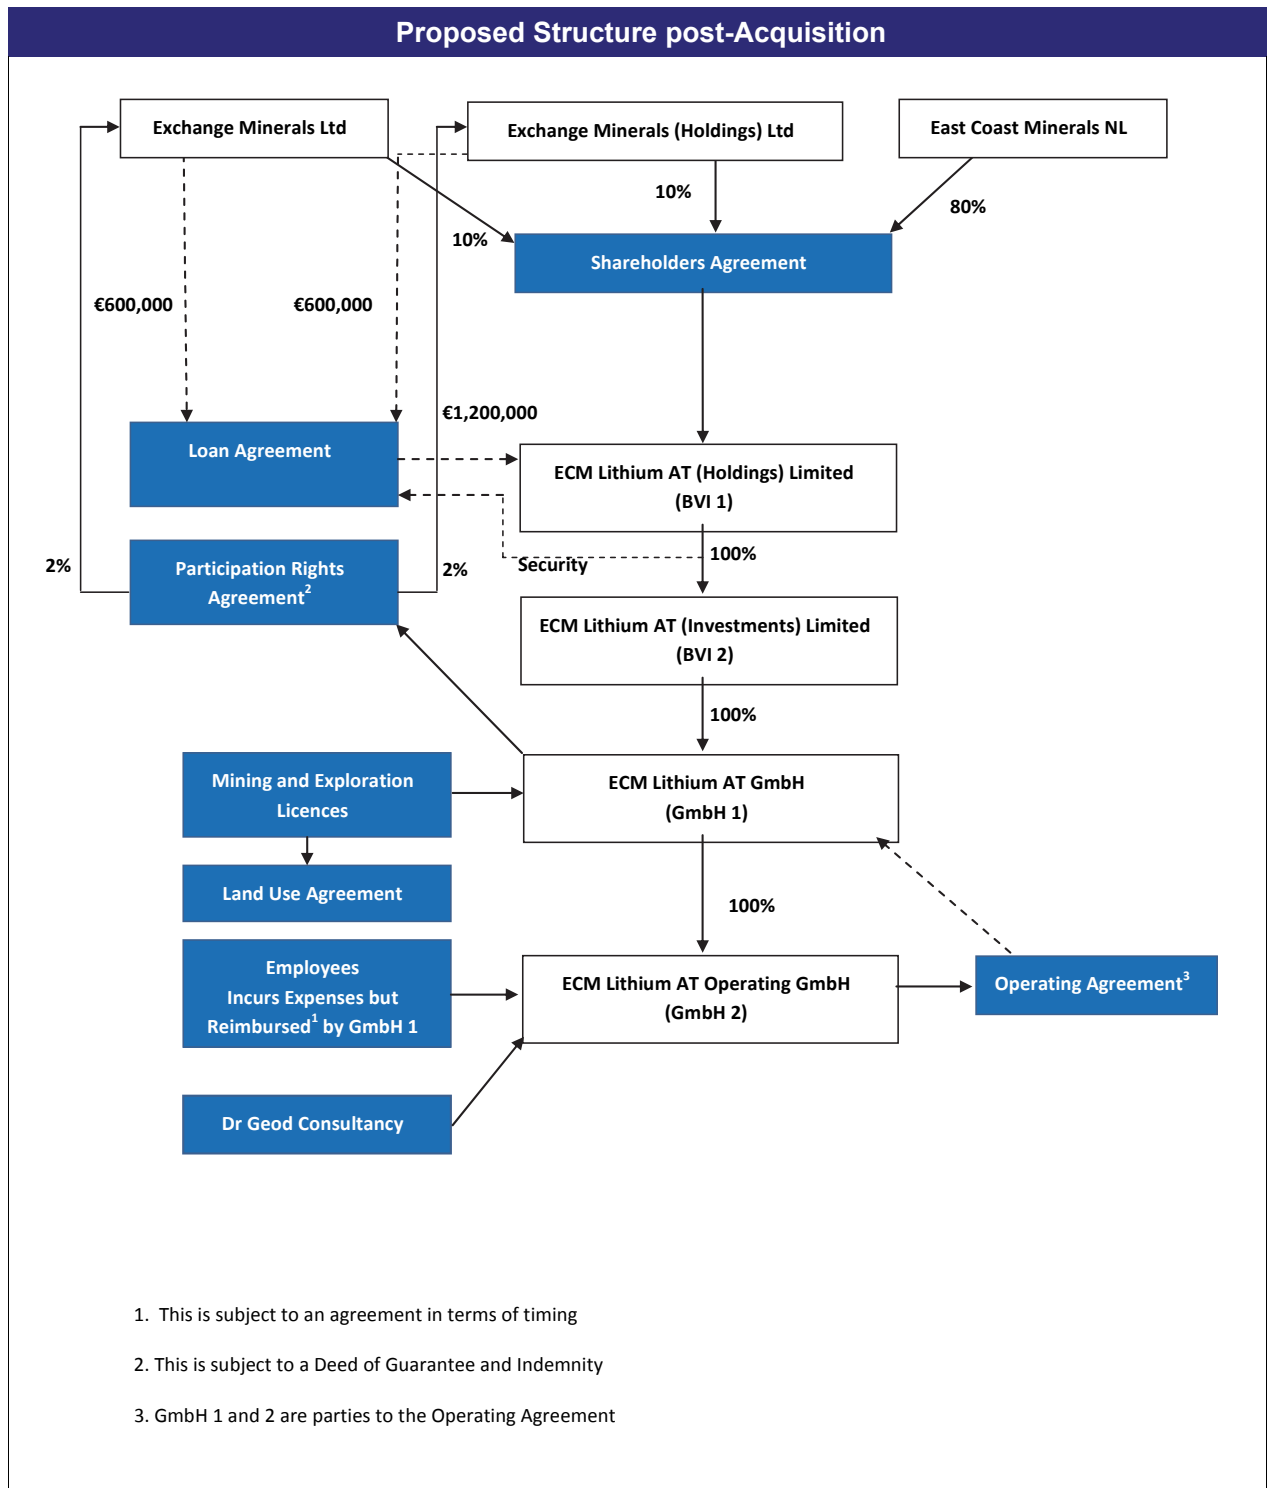 Proposed Structure post-Acquisition
Exchange Minerals Ltd
Exchange Minerals (Holdings) Ltd
East Coast Minerals NL
10%
80%
10%
Shareholders Agreement
€600,000
€600,000
€1,200,000
Loan Agreement
ECM Lithium AT (Holdings) Limited
(BVI 1)
100%
Security
2%
Participation Rights
Agreement2
2%
ECM Lithium AT (Investments) Limited
(BVI 2)
100%
Mining and Exploration
Licences
ECM Lithium AT GmbH
(GmbH 1)
Land Use Agreement
100%
Employees
Incurs Expenses but
Reimbursed1 by GmbH 1
ECM Lithium AT Operating GmbH
(GmbH 2)
Operating Agreement3
Dr Geod Consultancy
1. This is subject to an agreement in terms of timing
2. This is subject to a Deed of Guarantee and Indemnity
3. GmbH 1 and 2 are parties to the Operating Agreement